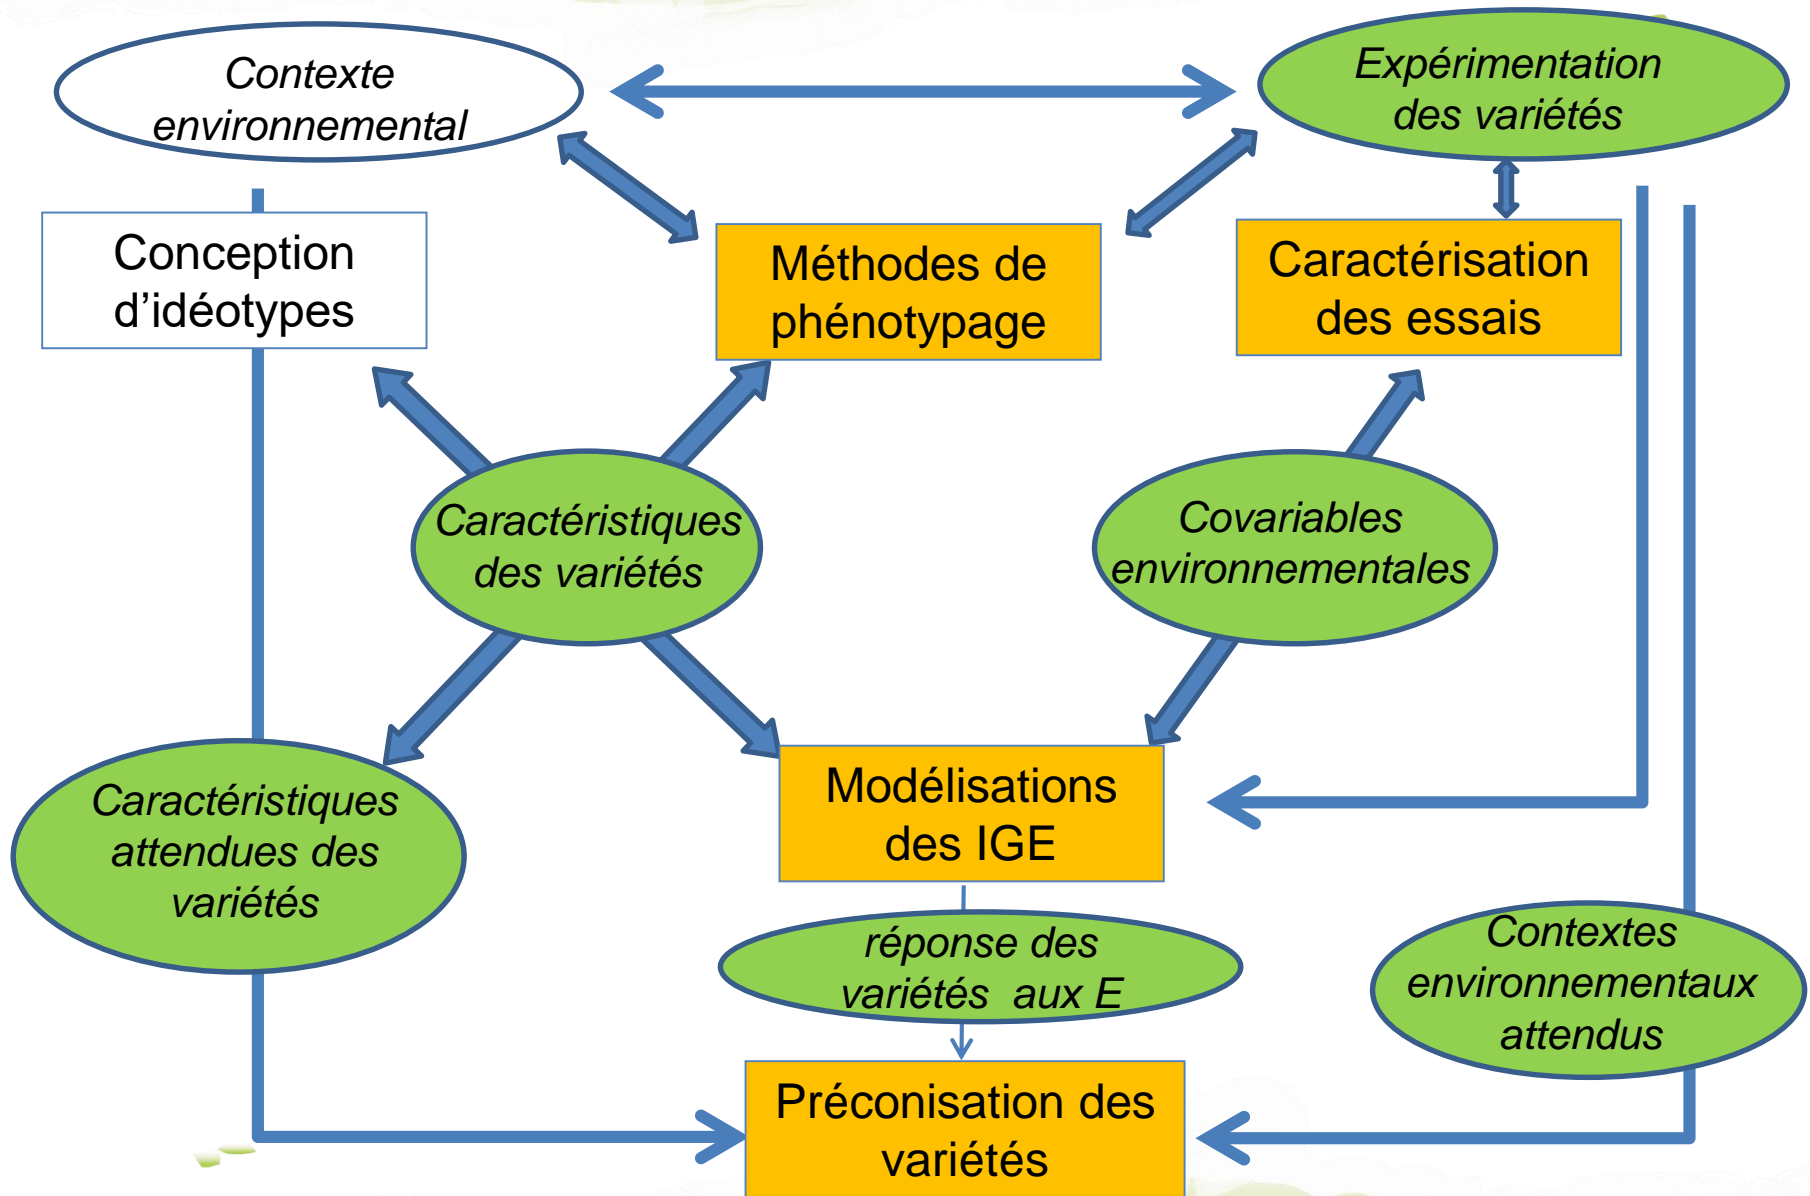 Contexte
environnemental
Expérimentation
des variétés
Conception
d'idéotypes
Méthodes de
phénotypage
Caractérisation
des essais
Caractéristiques
des variétés
Covariables
environnementales
Caractéristiques
attendues des
variétés
Modélisations
des IGE
réponse des
variétés aux E
Contextes
environnementaux
attendus
Préconisation des
variétés